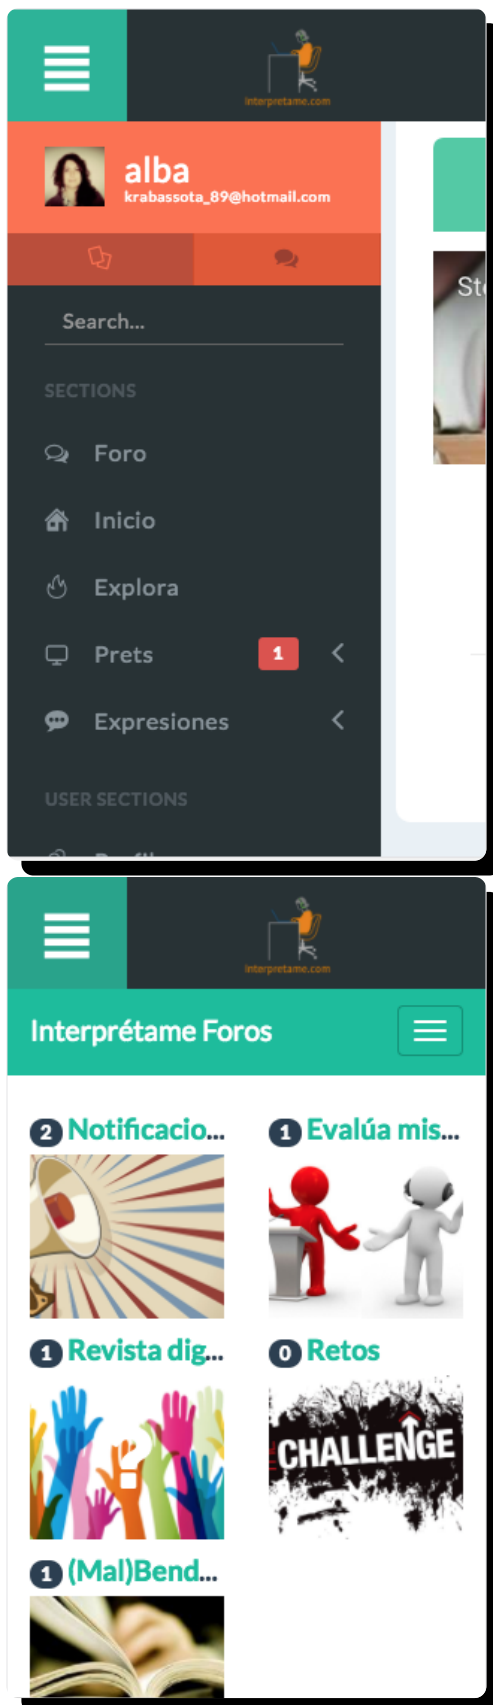 interpretame.com
alba
krabassota_89@hotmail.com
Search...
SECTIONS
Foro
Inicio
Explora
Prets 1
Expresiones
USER SECTIONS
interpretame.com
Interprétame Foros
2 Notificacio...
1 Evalúa mis...
1 Revista dig...
0 Retos
CHALLENGE
1 (Mal)Bend...